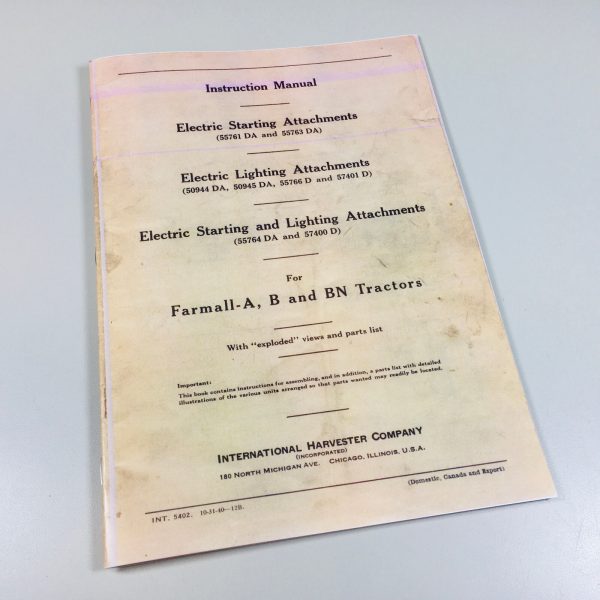 Instruction Manual
Electric Starting Attachments
(55761 DA and 55763 DA)
Electric Lighting Attachments
(50944 DA, 50945 DA, 55766 D and 57401 D)
Electric Starting and Lighting Attachments
(55764 DA and 57400 D)
For
Farmall-A, B and BN Tractors
With "exploded" views and parts list
Important:
This book contains instructions for assembling, and in addition, a parts list with detailed
illustrations of the various units arranged so that parts wanted may readily be located.
INTERNATIONAL HARVESTER COMPANY
(INCORPORATED)
180 NORTH MICHIGAN AVE. CHICAGO, ILLINOIS, U.S.A.
INT. 5402. 10-31-40—12B.
(Domestic, Canada and Export)